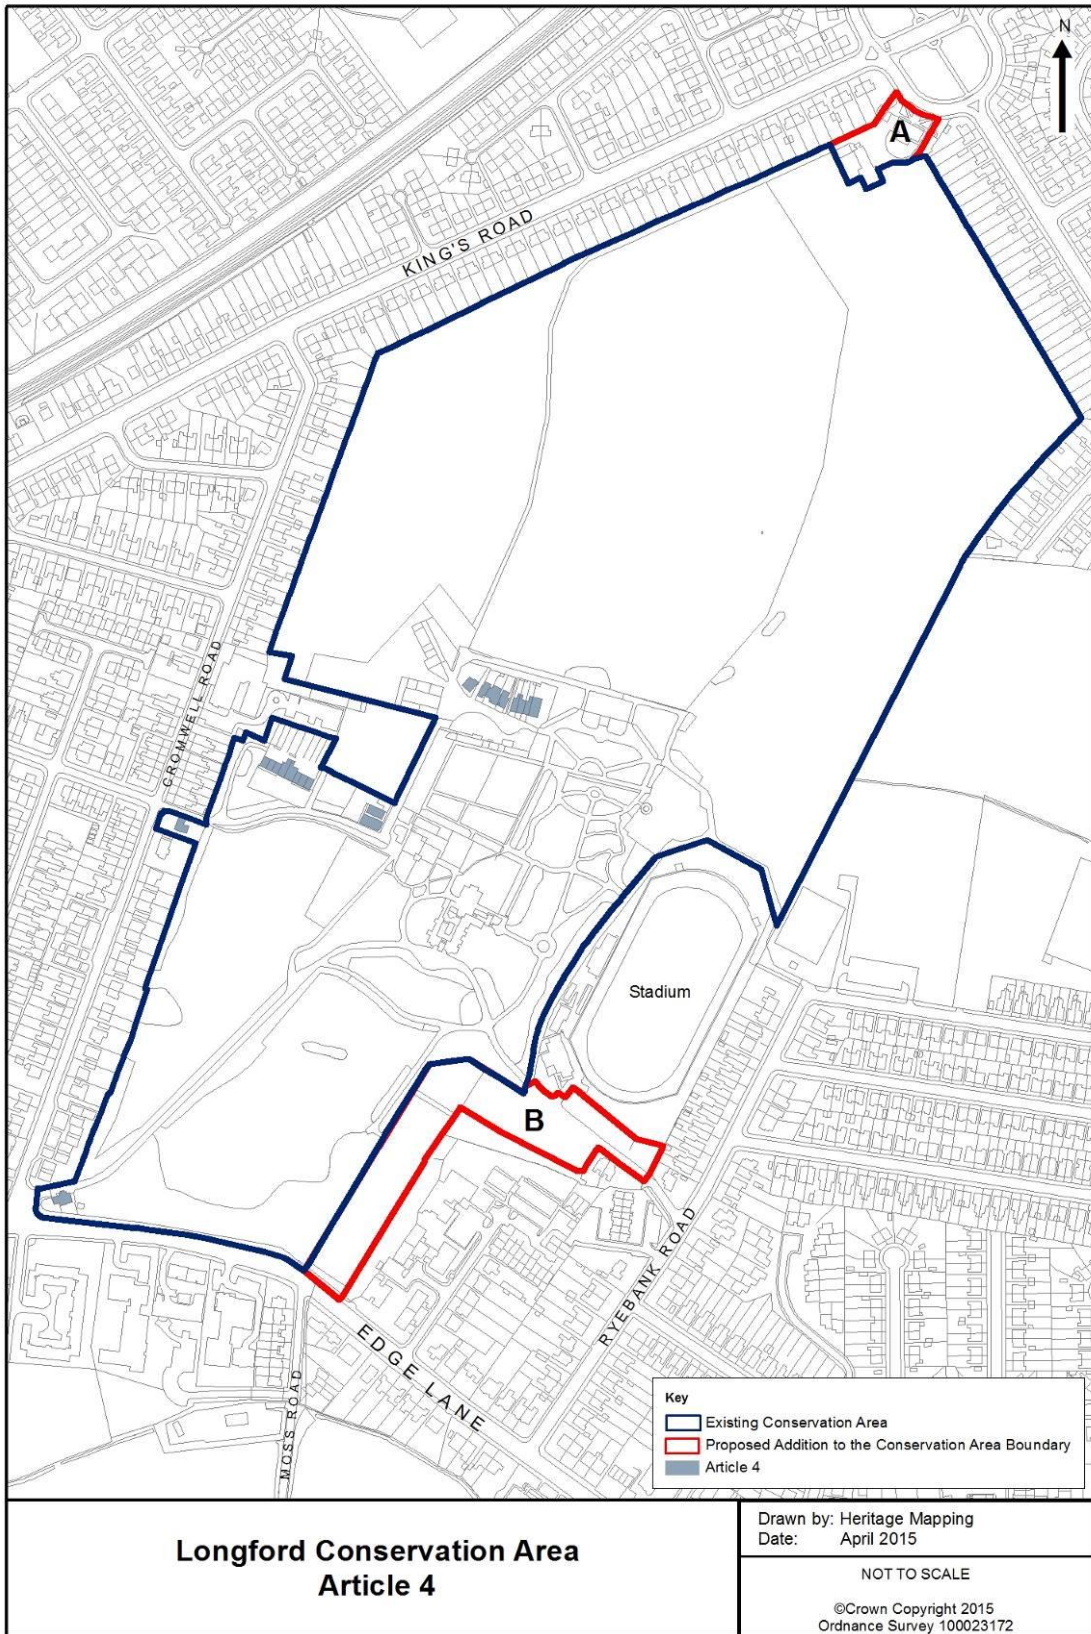 N
A
KING'S ROAD
CROMWELL ROAD
Stadium
B
RYEBANK ROAD
EDGE LANE
MOSS ROAD
Key
Existing Conservation Area
Proposed Addition to the Conservation Area Boundary
Article 4
Longford Conservation Area
Article 4
Drawn by: Heritage Mapping
Date: April 2015
NOT TO SCALE
©Crown Copyright 2015
Ordnance Survey 100023172